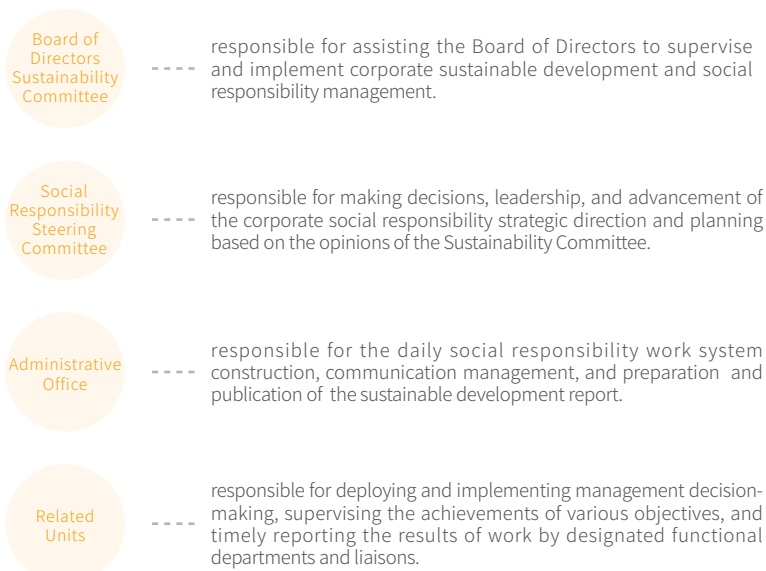 Board of
Directors
Sustainability
Committee
responsible for assisting the Board of Directors to supervise
and implement corporate sustainable development and social
responsibility management.
Social
Responsibility
Steering
Committee
responsible for making decisions, leadership, and advancement of
the corporate social responsibility strategic direction and planning
based on the opinions of the Sustainability Committee.
Administrative
Office
responsible for the daily social responsibility work system
construction, communication management, and preparation and
publication of the sustainable development report.
Related
Units
responsible for deploying and implementing management decision-
making, supervising the achievements of various objectives, and
timely reporting the results of work by designated functional
departments and liaisons.